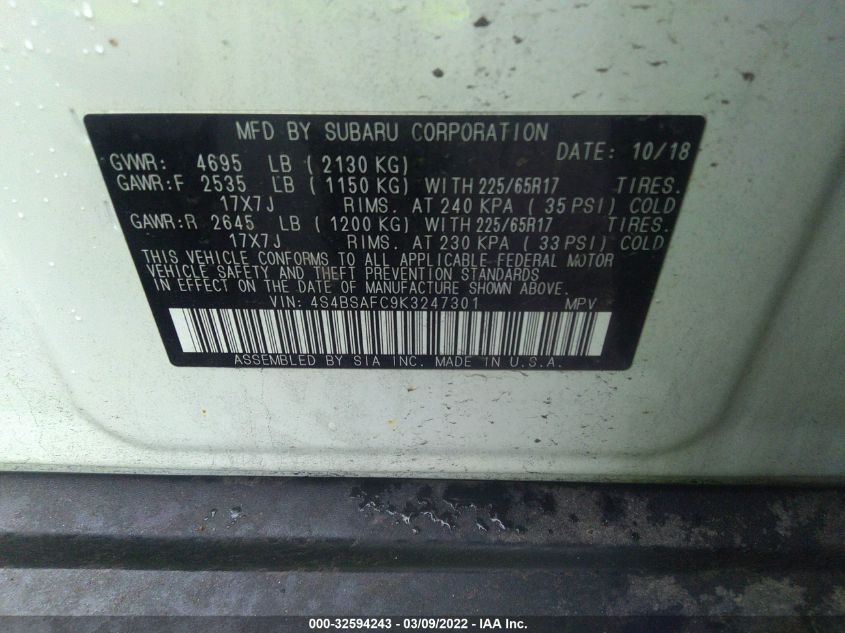 MFD BY SUBARU CORPORATION
DATE: 10/18
GVWR: 4695 LB (2130 KG)
GAWR:F 2535 LB (1150 KG) WITH 225/65R17 TIRES.
17X7J RIMS. AT 240 KPA (35 PSI) COLD
GAWR:R 2645 LB (1200 KG) WITH 225/65R17 TIRES.
17X7J RIMS. AT 230 KPA (33 PSI) COLD
THIS VEHICLE CONFORMS TO ALL APPLICABLE FEDERAL MOTOR
VEHICLE SAFETY AND THEFT PREVENTION STANDARDS
IN EFFECT ON THE DATE OF MANUFACTURE SHOWN ABOVE.
VIN: 4S4BSAFC9K3247301 MPV
ASSEMBLED BY SIA INC. MADE IN U.S.A.
000-32594243 - 03/09/2022 - IAA Inc.